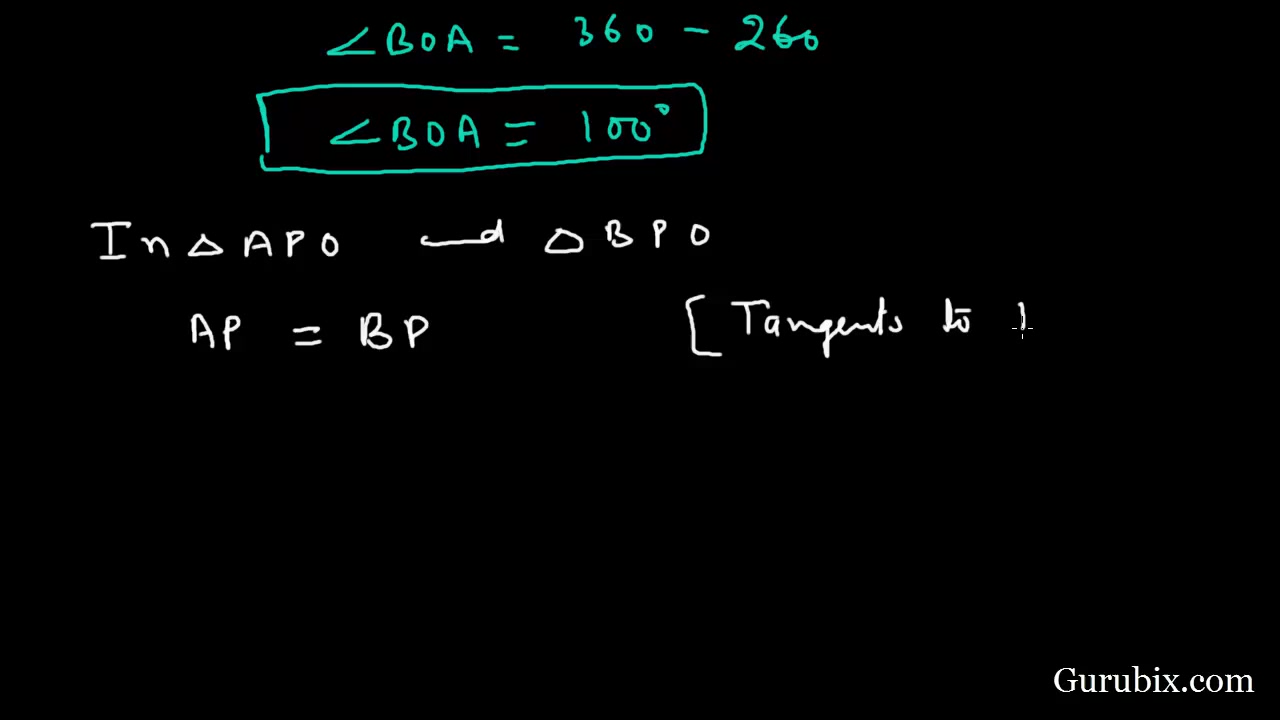 ∠BOA = 360 - 260
∠BOA = 100°
In △APO and △BPO
AP = BP [Tangents to
Gurubix.com